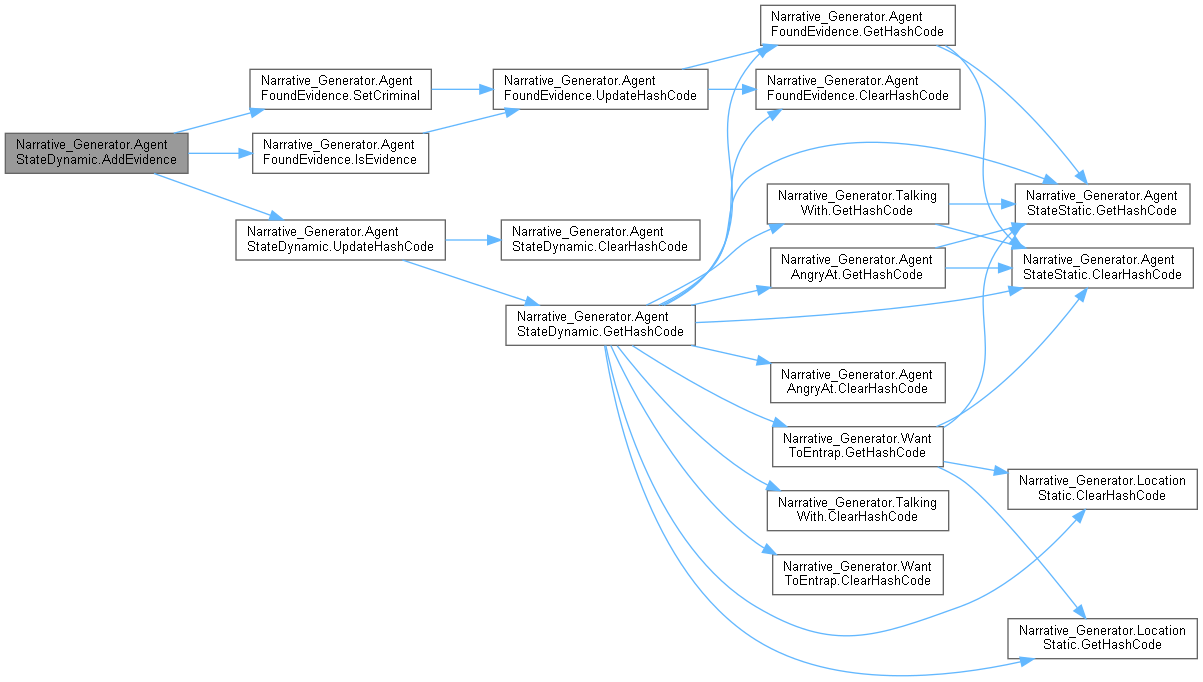 Narrative_Generator.Agent
StateDynamic.AddEvidence
Narrative_Generator.Agent
FoundEvidence.SetCriminal
Narrative_Generator.Agent
FoundEvidence.IsEvidence
Narrative_Generator.Agent
StateDynamic.UpdateHashCode
Narrative_Generator.Agent
FoundEvidence.UpdateHashCode
Narrative_Generator.Agent
StateDynamic.ClearHashCode
Narrative_Generator.Agent
StateDynamic.GetHashCode
Narrative_Generator.Agent
FoundEvidence.GetHashCode
Narrative_Generator.Agent
FoundEvidence.ClearHashCode
Narrative_Generator.Talking
With.GetHashCode
Narrative_Generator.Agent
AngryAt.GetHashCode
Narrative_Generator.Agent
AngryAt.ClearHashCode
Narrative_Generator.Want
ToEntrap.GetHashCode
Narrative_Generator.Talking
With.ClearHashCode
Narrative_Generator.Want
ToEntrap.ClearHashCode
Narrative_Generator.Agent
StateStatic.GetHashCode
Narrative_Generator.Agent
StateStatic.ClearHashCode
Narrative_Generator.Location
Static.ClearHashCode
Narrative_Generator.Location
Static.GetHashCode